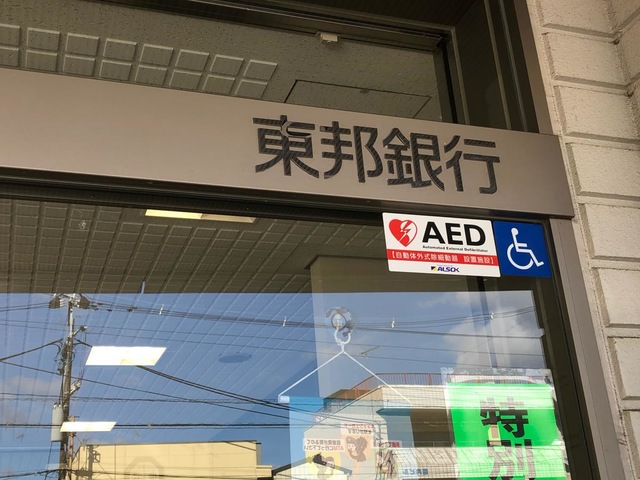 東邦銀行
AED
Automated External Defibrillator
[自動体外式除細動器 設置施設]
ALSOK
特別